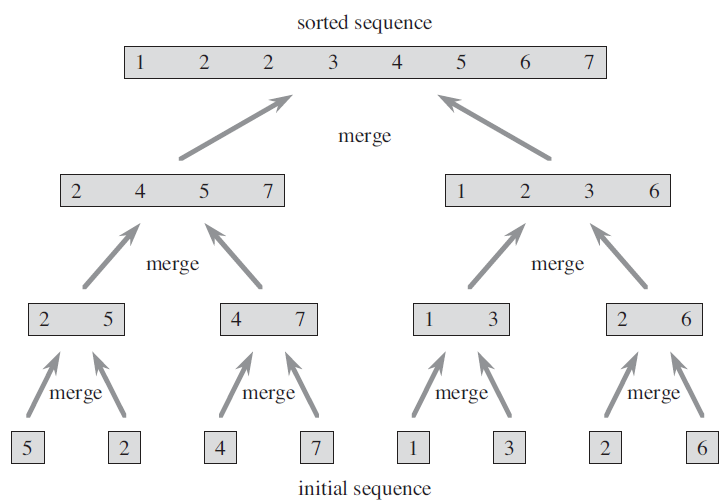 sorted sequence
1 2 2 3 4 5 6 7
merge
2 4 5 7 1 2 3 6
merge merge
2 5 4 7 1 3 2 6
merge merge merge merge
5 2 4 7 1 3 2 6
initial sequence